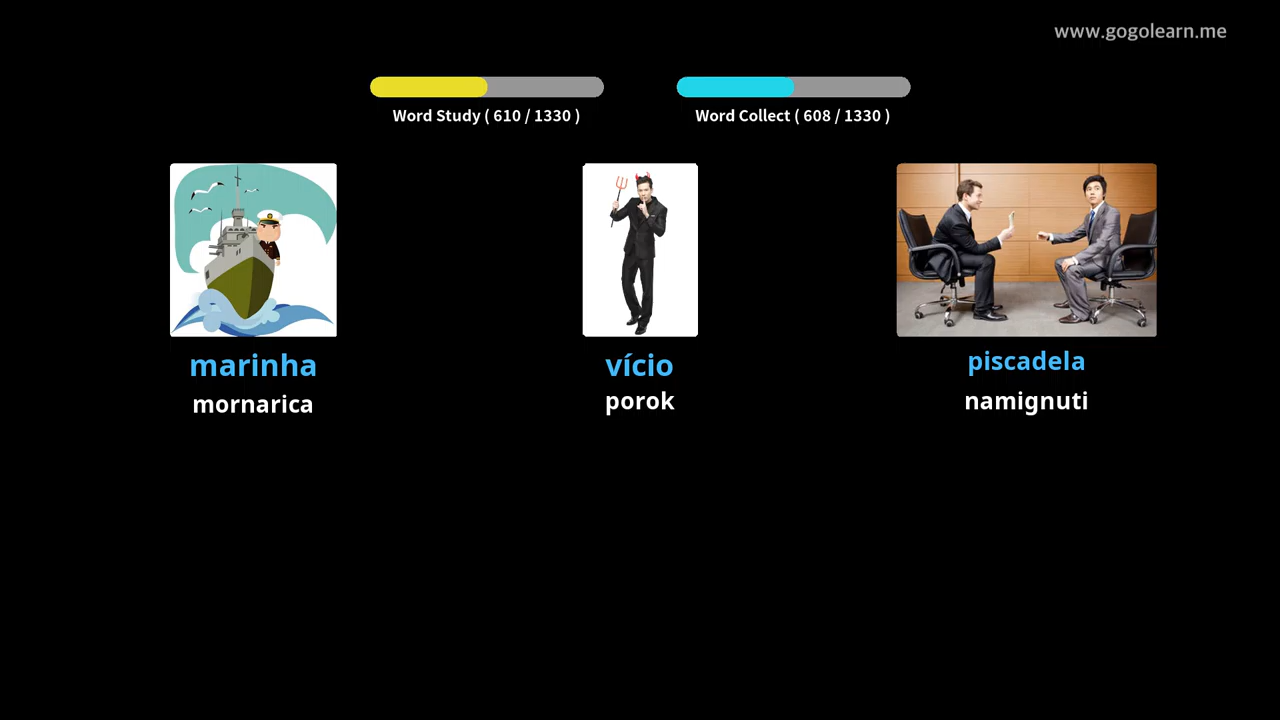 www.gogolearn.me
Word Study ( 610 / 1330 )
Word Collect ( 608 / 1330 )
marinha
mornarica
vício
porok
piscadela
namignuti